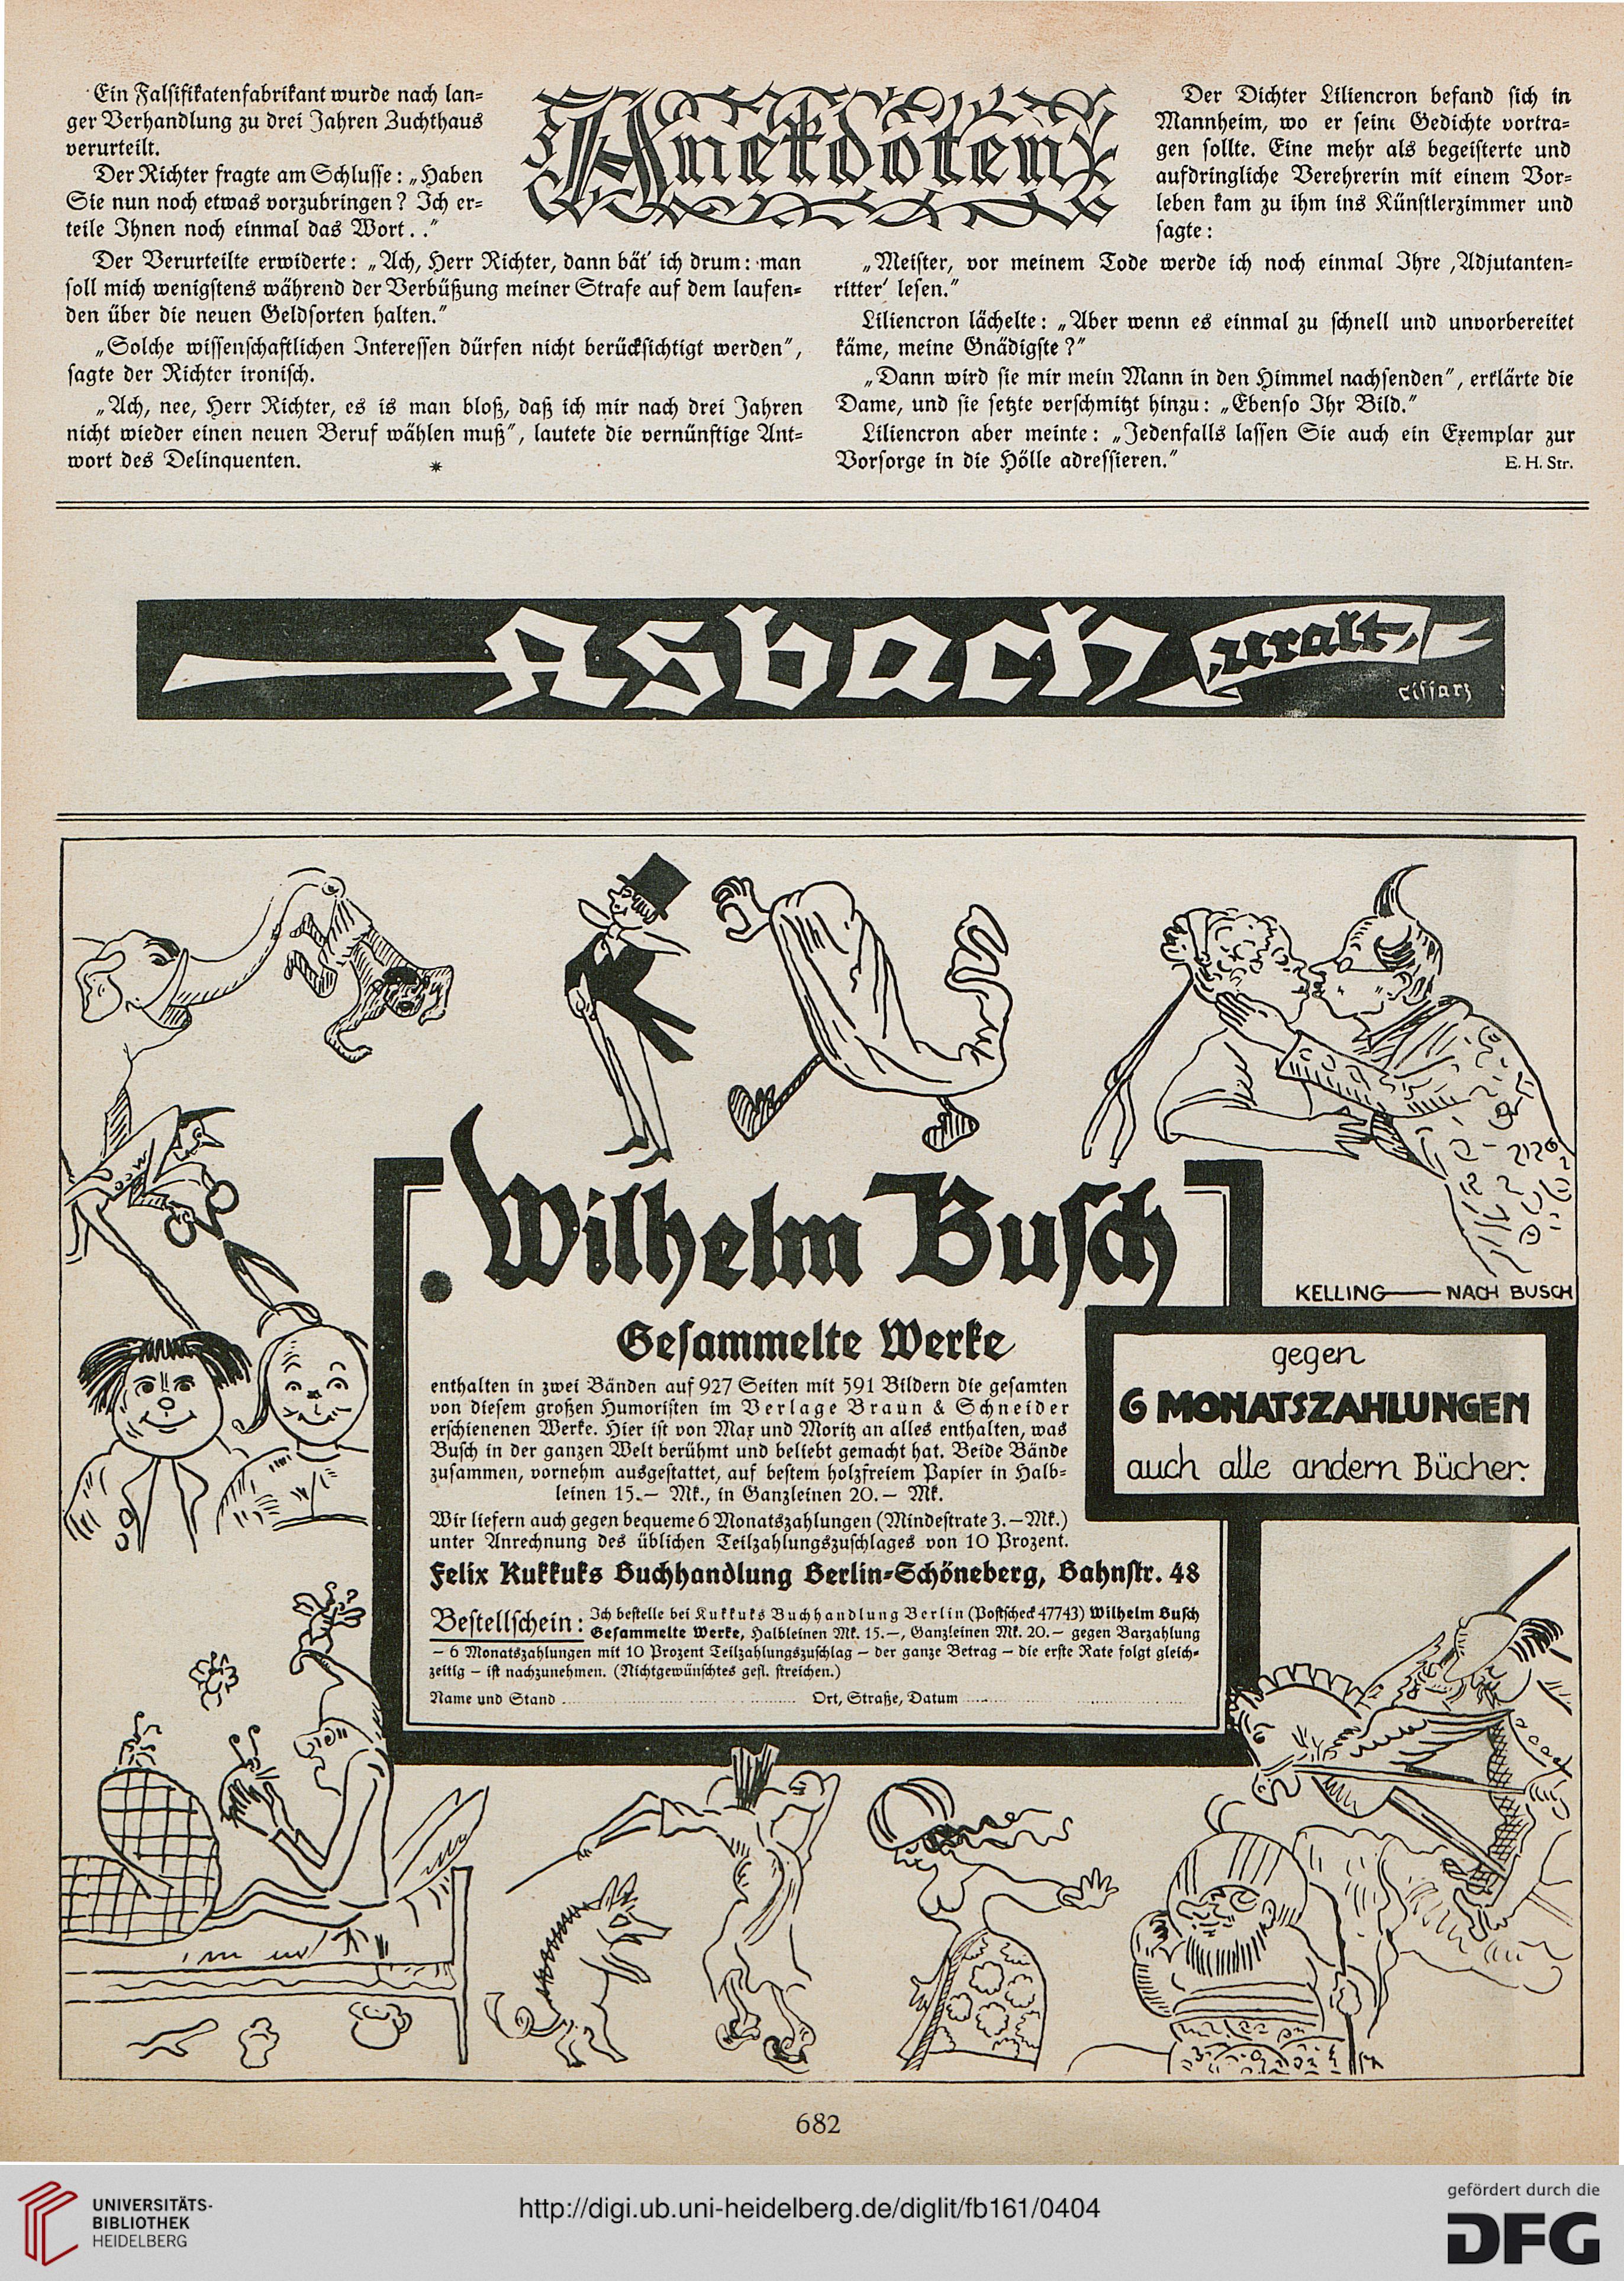 Anekdoten
Ein Falsifikatenfabrikant wurde nach lan-
ger Verhandlung zu drei Jahren Zuchthaus
verurteilt.
Der Richter fragte am Schlusse: „Haben
Sie nun noch etwas vorzubringen? Ich er-
teile Ihnen noch einmal das Wort. .“
Der Verurteilte erwiderte: „Ach, Herr Richter, dann bät' ich drum: man
soll mich wenigstens während der Verbüßung meiner Strafe auf dem laufen-
den über die neuen Geldsorten halten.“
„Solche wissenschaftlichen Interessen dürfen nicht berücksichtigt werden“,
sagte der Richter ironisch.
„Ach, nee, Herr Richter, es is man bloß, daß ich mir nach drei Jahren
nicht wieder einen neuen Beruf wählen muß“, lautete die vernünftige Ant-
wort des Delinquenten.
*
Der Dichter Liliencron befand sich in
Mannheim, wo er seine Gedichte vortra-
gen sollte. Eine mehr als begeisterte und
aufdringliche Verehrerin mit einem Vor-
leben kam zu ihm ins Künstlerzimmer und
sagte:
„Meister, vor meinem Tode werde ich noch einmal Ihre ‚Adjutanten-
ritter‘ lesen.“
Liliencron lächelte: „Aber wenn es einmal zu schnell und unvorbereitet
käme, meine Gnädigste?“
„Dann wird sie mir mein Mann in den Himmel nachsenden“, erklärte die
Dame, und sie setzte verschmitzt hinzu: „Ebenso Ihr Bild.“
Liliencron aber meinte: „Jedenfalls lassen Sie auch ein Exemplar zur
Vorsorge in die Hölle adressieren.“
E. H. Str.
Asbach uralt
cissarz
KELLING — NACH BUSCH
Wilhelm Busch
Gesammelte Werke
enthalten in zwei Bänden auf 927 Seiten mit 591 Bildern die gesamten
von diesem großen Humoristen im Verlage Braun & Schneider
erschienenen Werke. Hier ist von Max und Moritz an alles enthalten, was
Busch in der ganzen Welt berühmt und beliebt gemacht hat. Beide Bände
zusammen, vornehm ausgestattet, auf bestem holzfreiem Papier in Halb-
leinen 15.— Mk., in Ganzleinen 20.— Mk.
Wir liefern auch gegen bequeme 6 Monatszahlungen (Mindestrate 3.— Mk.)
unter Anrechnung des üblichen Teilzahlungszuschlages von 10 Prozent.
gegen
6 MONATSZAHLUNGEN
auch alle andern Bücher.
Felix Kukkuks Buchhandlung Berlin-Schöneberg, Bahnstr. 48
Bestellschein: Ich bestelle bei Kukkuks Buchhandlung Berlin (Postscheck 47743) Wilhelm Busch
Gesammelte Werke, Halbleinen Mk. 15.—, Ganzleinen Mk. 20.— gegen Barzahlung
— 6 Monatszahlungen mit 10 Prozent Teilzahlungszuschlag — der ganze Betrag — die erste Rate folgt gleich-
zeitig — ist nachzunehmen. (Nichtgewünschtes gefl. streichen.)
Name und Stand ........ Ort, Straße, Datum ........
682
UNIVERSITÄTS-
BIBLIOTHEK
HEIDELBERG
http://digi.ub.uni-heidelberg.de/diglit/fb161/0404
gefördert durch die
DFG